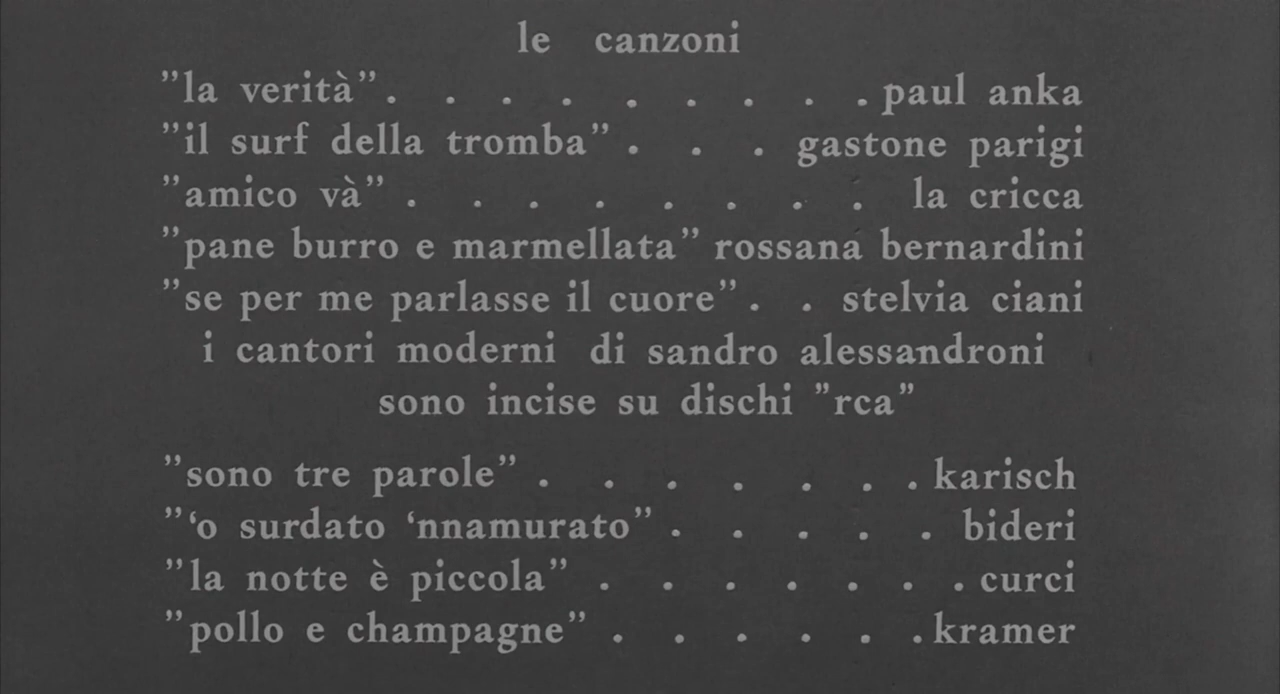 le canzoni
”la verità”. . . . . . . . . paul anka
”il surf della tromba” . . . gastone parigi
”amico và” . . . . . . . . la cricca
”pane burro e marmellata” rossana bernardini
”se per me parlasse il cuore” . . stelvia ciani
i cantori moderni di sandro alessandroni
sono incise su dischi ”rca”
”sono tre parole” . . . . . . . karisch
”‘o surdato ‘nnamurato” . . . . . bideri
”la notte è piccola” . . . . . . . curci
”pollo e champagne” . . . . . . kramer